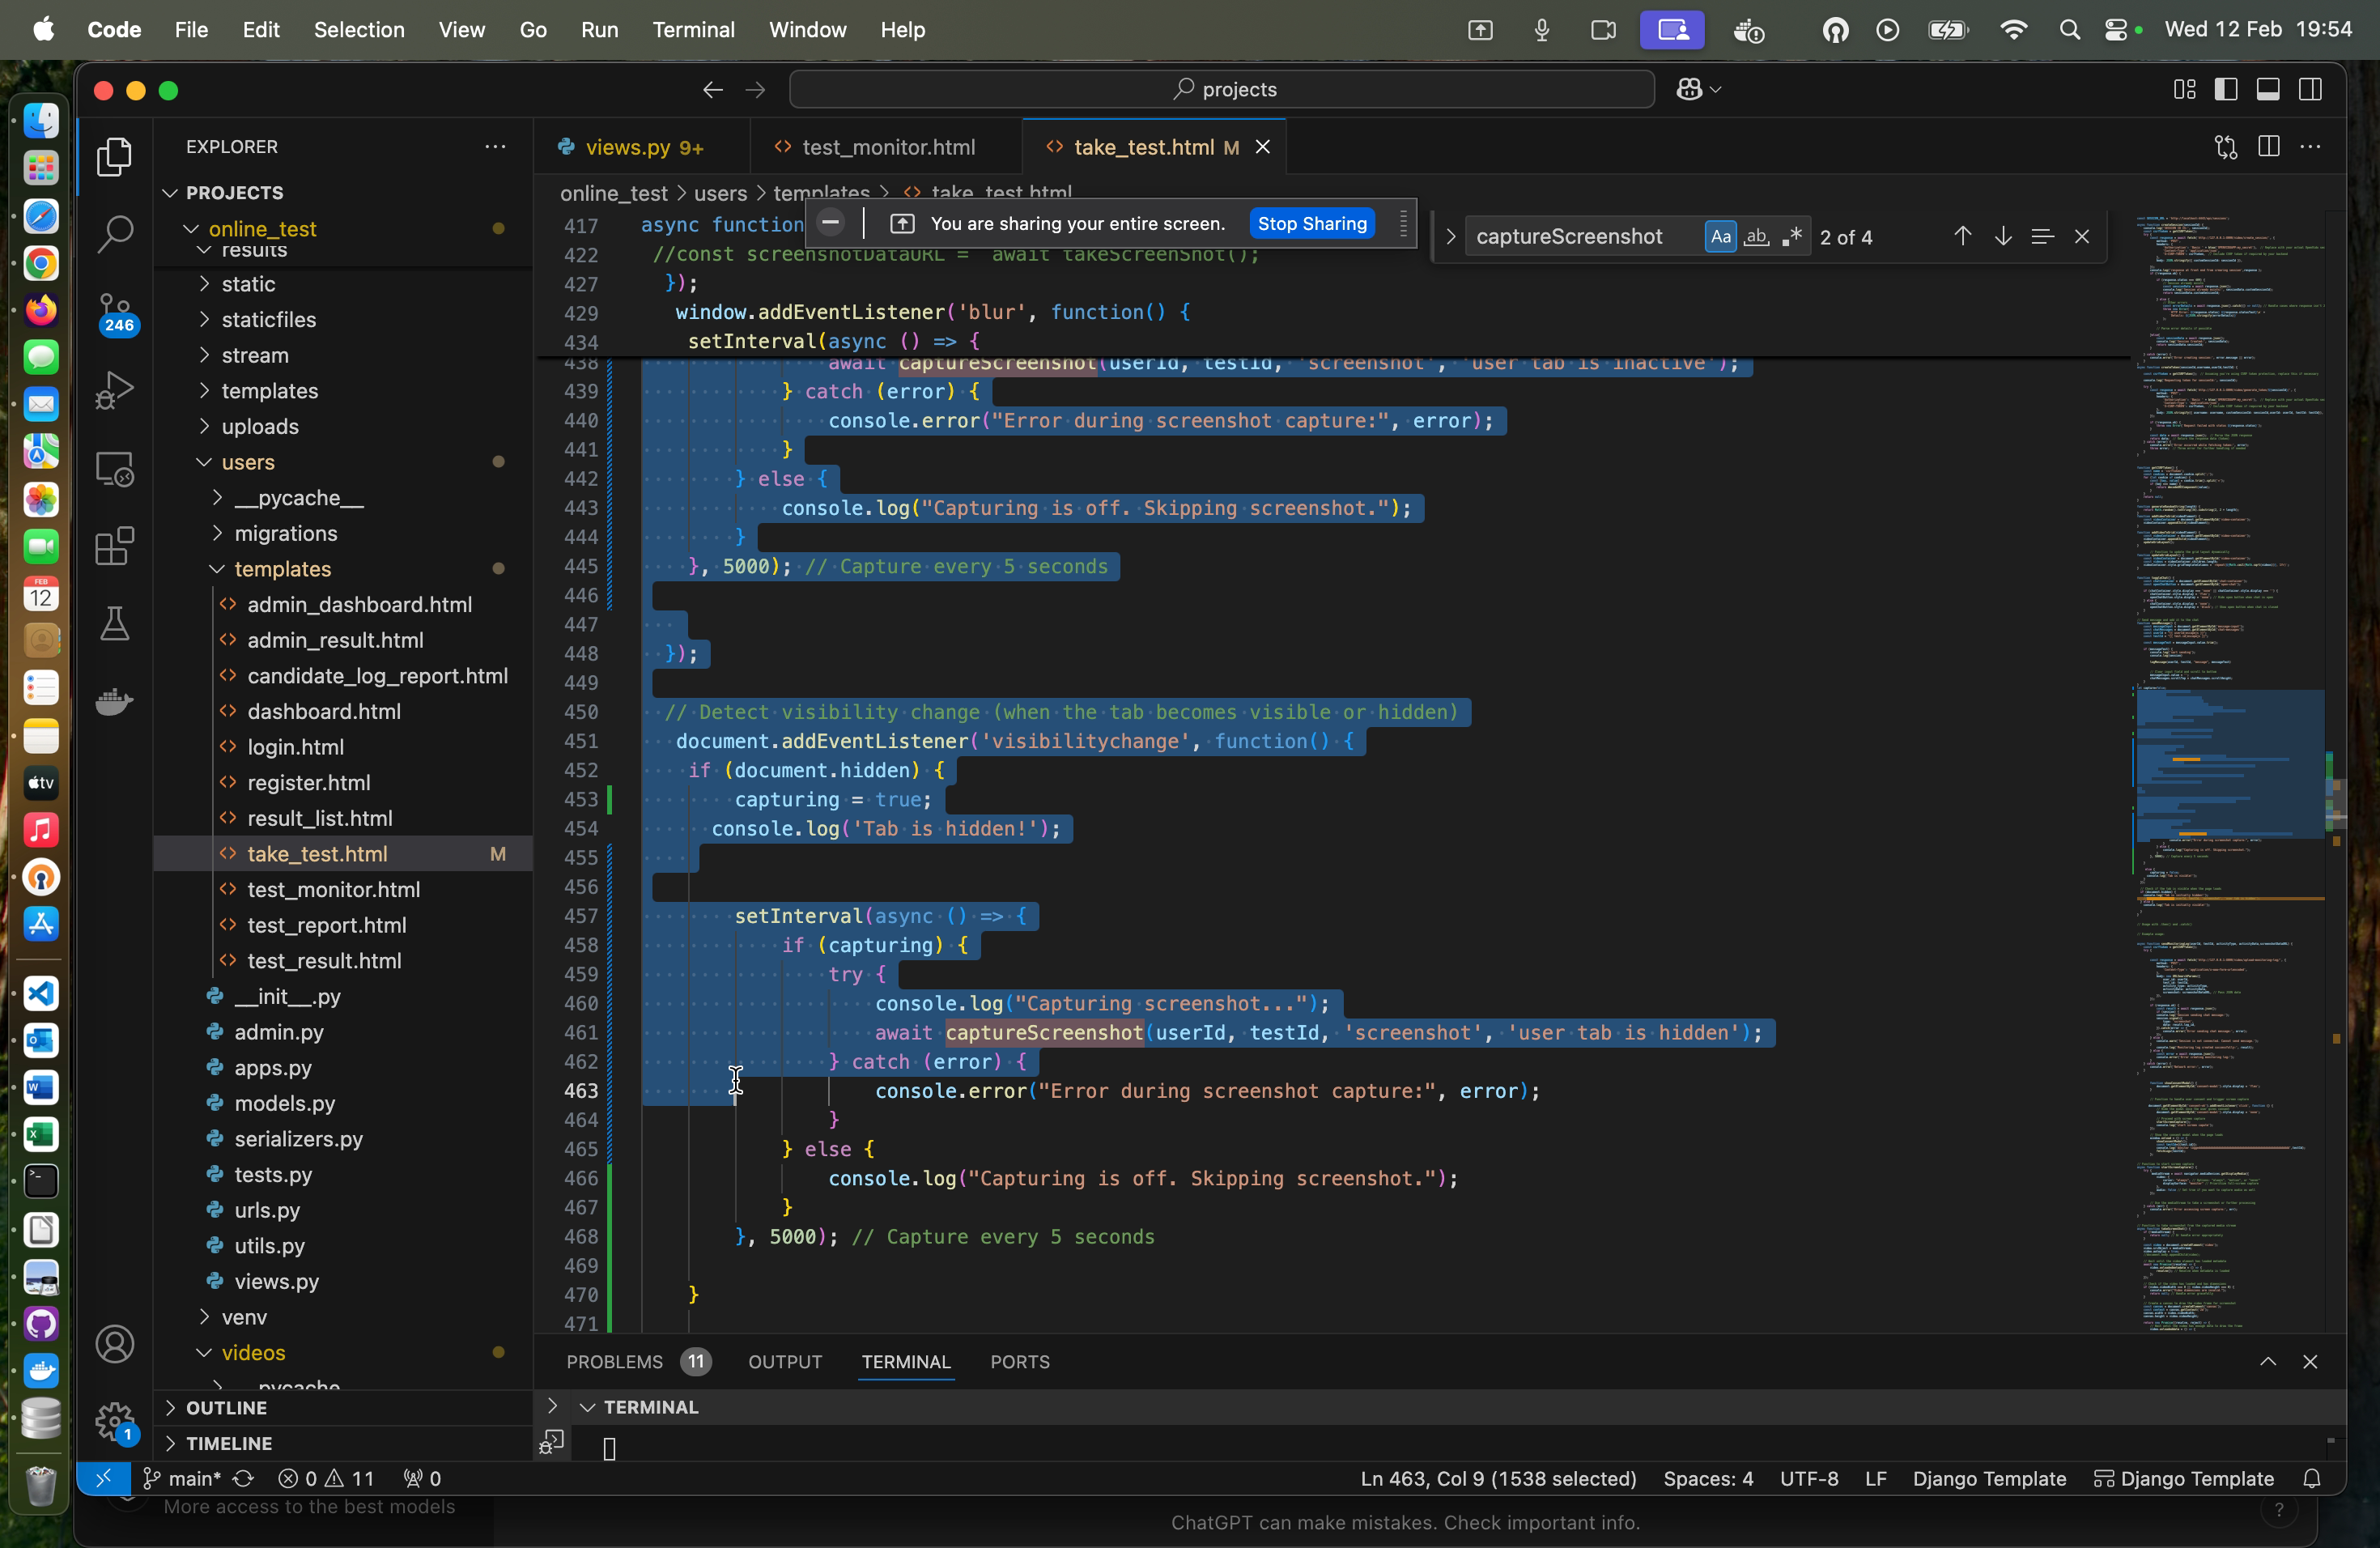 Code File Edit Selection View Go Run Terminal Window Help Wed 12 Feb 19:54
projects
EXPLORER
PROJECTS
online_test
results
static
staticfiles
stream
templates
uploads
users
__pycache__
migrations
templates
admin_dashboard.html
admin_result.html
candidate_log_report.html
dashboard.html
login.html
register.html
result_list.html
take_test.html M
test_monitor.html
test_report.html
test_result.html
__init__.py
admin.py
apps.py
models.py
serializers.py
tests.py
urls.py
utils.py
views.py
venv
videos
pycache
OUTLINE
TIMELINE
246
1
FEB
12
tv
views.py 9+ test_monitor.html take_test.html M
online_test > users > templates > take_test.html
You are sharing your entire screen. Stop Sharing
captureScreenshot Aa ab .* 2 of 4
417 async function
422 //const screenshotDataURL = await takeScreenShot();
427 });
429 window.addEventListener('blur', function() {
434 setInterval(async () => {
438 await captureScreenshot(userId, testId, 'screenshot', 'user tab is inactive');
439 } catch (error) {
440 console.error("Error during screenshot capture:", error);
441 }
442 } else {
443 console.log("Capturing is off. Skipping screenshot.");
444 }
445 }, 5000); // Capture every 5 seconds
446
447
448 });
449
450 // Detect visibility change (when the tab becomes visible or hidden)
451 document.addEventListener('visibilitychange', function() {
452 if (document.hidden) {
453 capturing = true;
454 console.log('Tab is hidden!');
455
456
457 setInterval(async () => {
458 if (capturing) {
459 try {
460 console.log("Capturing screenshot...");
461 await captureScreenshot(userId, testId, 'screenshot', 'user tab is hidden');
462 } catch (error) {
463 console.error("Error during screenshot capture:", error);
464 }
465 } else {
466 console.log("Capturing is off. Skipping screenshot.");
467 }
468 }, 5000); // Capture every 5 seconds
469
470 }
471
PROBLEMS 11 OUTPUT TERMINAL PORTS
TERMINAL
main* 0 11 0 Ln 463, Col 9 (1538 selected) Spaces: 4 UTF-8 LF Django Template Django Template
More access to the best models
ChatGPT can make mistakes. Check important info.
?